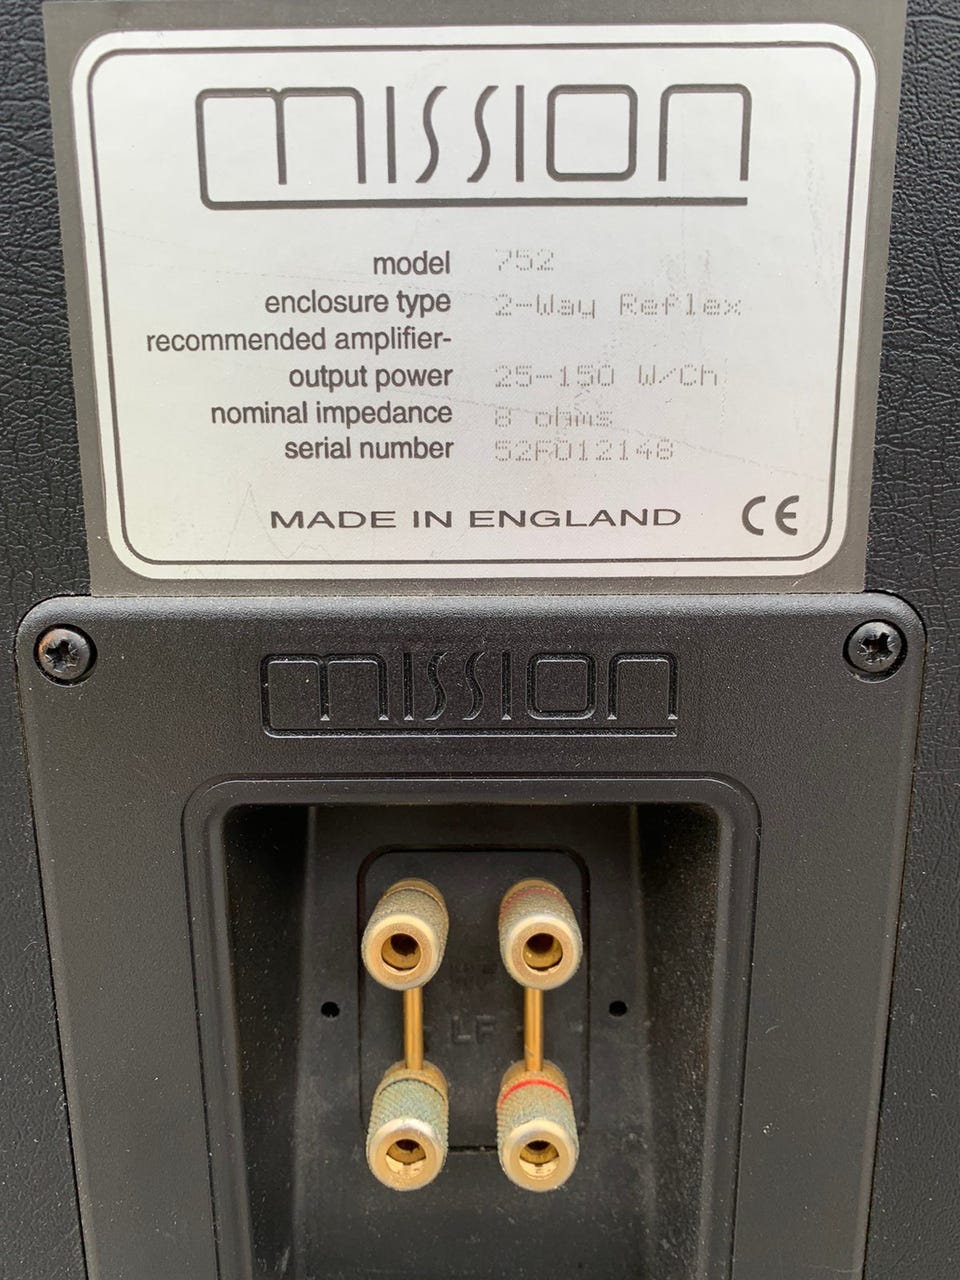 mission
model 752
enclosure type 2-Way Reflex
recommended amplifier-
output power 25-150 W/Ch
nominal impedance 8 ohms
serial number 52F012148
MADE IN ENGLAND CE
mission
LF